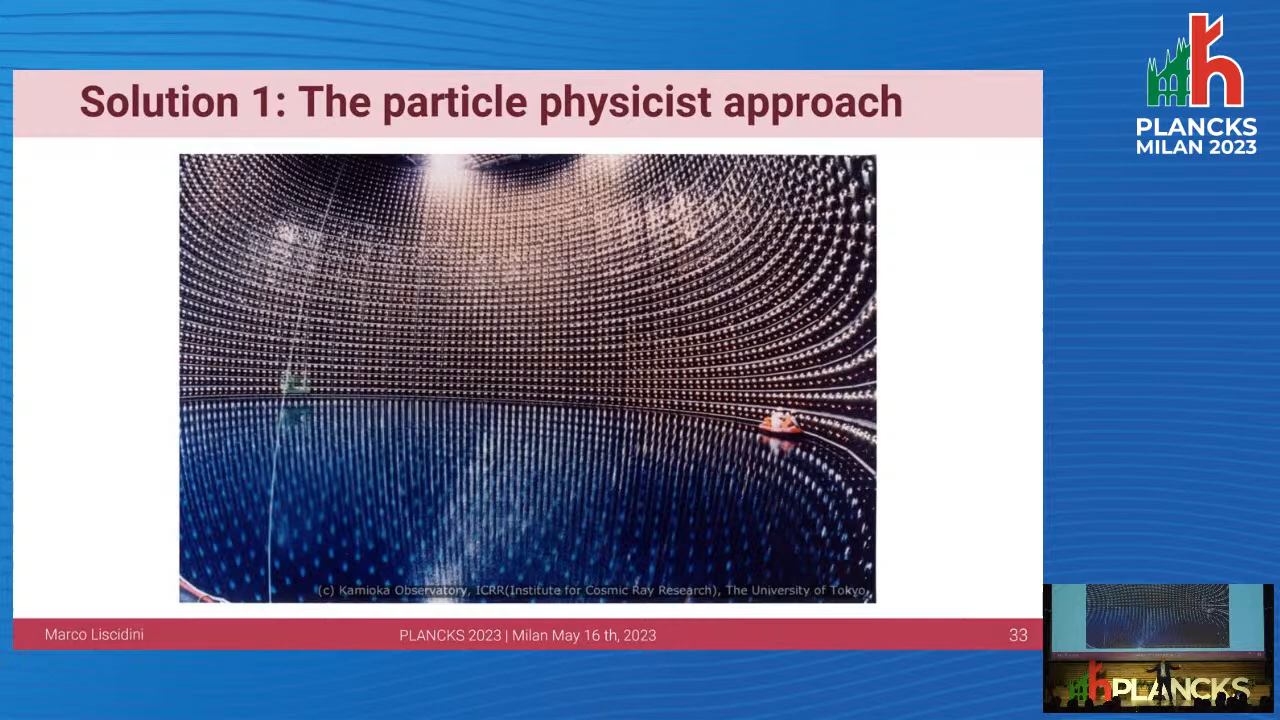 Solution 1: The particle physicist approach
(c) Kamioka Observatory, ICRR(Institute for Cosmic Ray Research), The University of Tokyo
Marco Liscidini
PLANCKS 2023 | Milan May 16 th, 2023
33
PLANCKS
MILAN 2023
PLANCKS